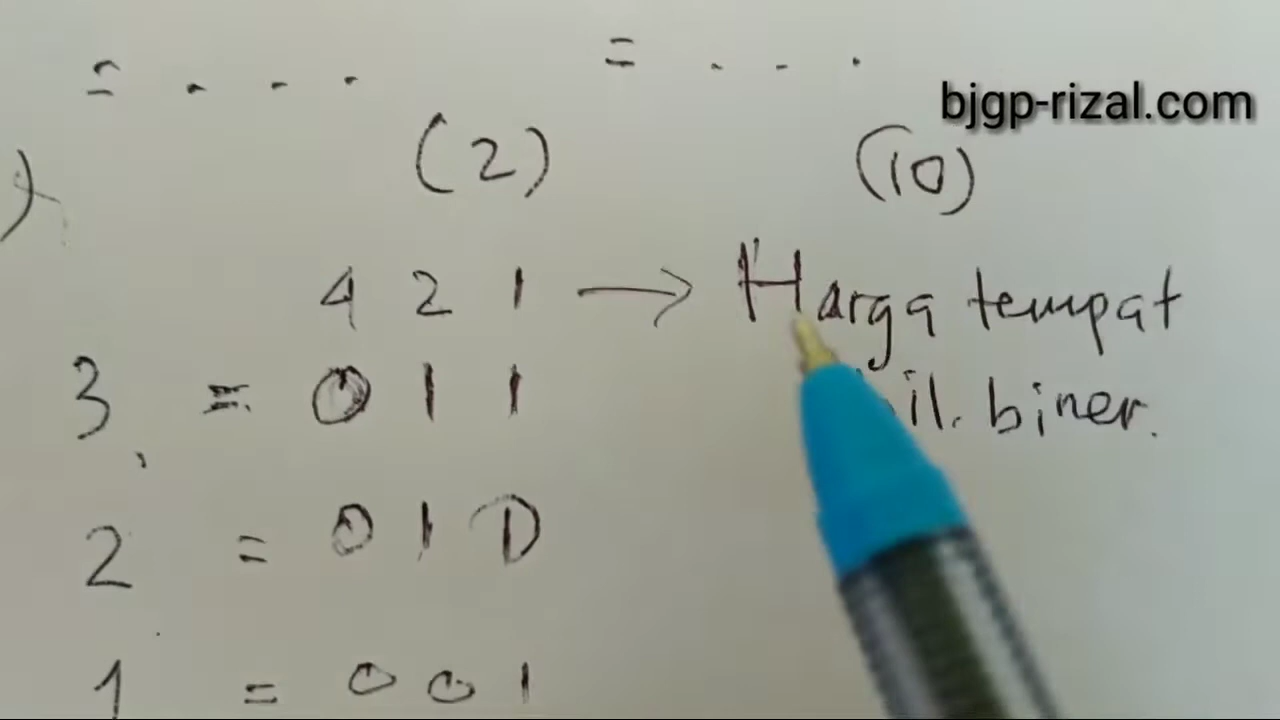 = . . . = . . .
bjgp-rizal.com
) (2) (10)
4 2 1 → Harga tempat
3 = 0 1 1 bil. biner.
2 = 0 1 0
1 = 0 0 1